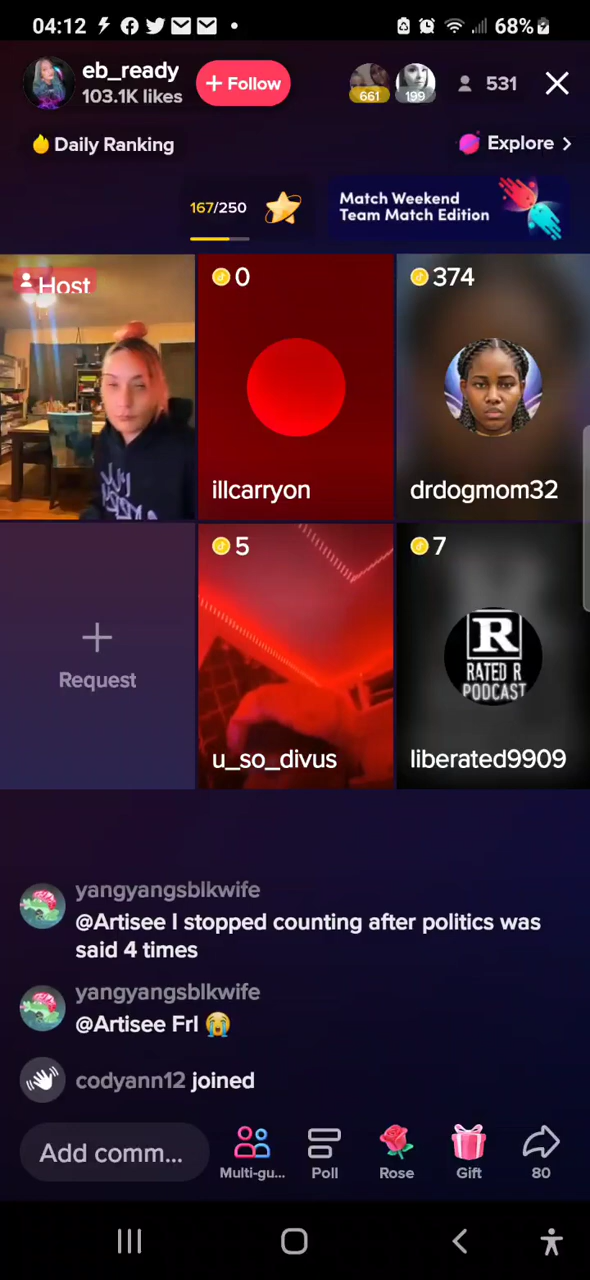 04:12
68%
eb_ready
103.1K likes
+ Follow
661
199
531
Daily Ranking
Explore
167/250
Match Weekend
Team Match Edition
Host
0
374
illcarryon
drdogmom32
Request
5
7
R
RATED R
PODCAST
u_so_divus
liberated9909
yangyangsblkwife
@Artisee I stopped counting after politics was
said 4 times
yangyangsblkwife
@Artisee Frl 😭
codyann12 joined
Add comm...
Multi-gu...
Poll
Rose
Gift
80